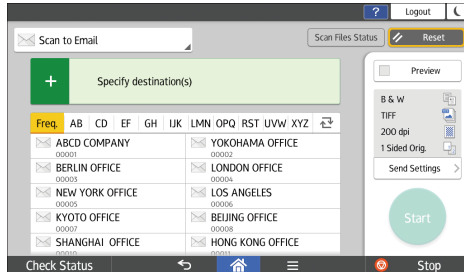 ? Logout
Scan to Email
Scan Files Status
Reset
+ Specify destination(s)
Preview
B & W
TIFF
200 dpi
1 Sided Orig.
Send Settings >
Start
Freq. AB CD EF GH IJK LMN OPQ RST UVW XYZ
ABCD COMPANY
00001
YOKOHAMA OFFICE
00002
BERLIN OFFICE
00003
LONDON OFFICE
00004
NEW YORK OFFICE
00005
LOS ANGELES
00006
KYOTO OFFICE
00007
BEIJING OFFICE
00008
SHANGHAI OFFICE
HONG KONG OFFICE
Check Status
Stop